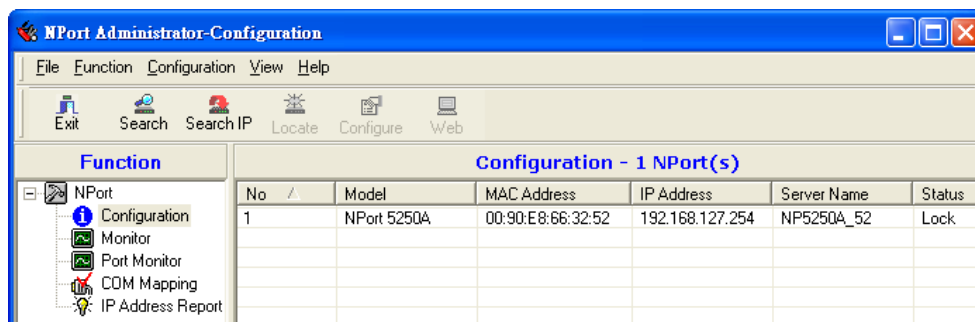 NPort Administrator-Configuration
File Function Configuration View Help
Exit Search Search IP Locate Configure Web
Function
Configuration - 1 NPort(s)
NPort
Configuration
Monitor
Port Monitor
COM Mapping
IP Address Report
No Model MAC Address IP Address Server Name Status
1 NPort 5250A 00:90:E8:66:32:52 192.168.127.254 NP5250A_52 Lock